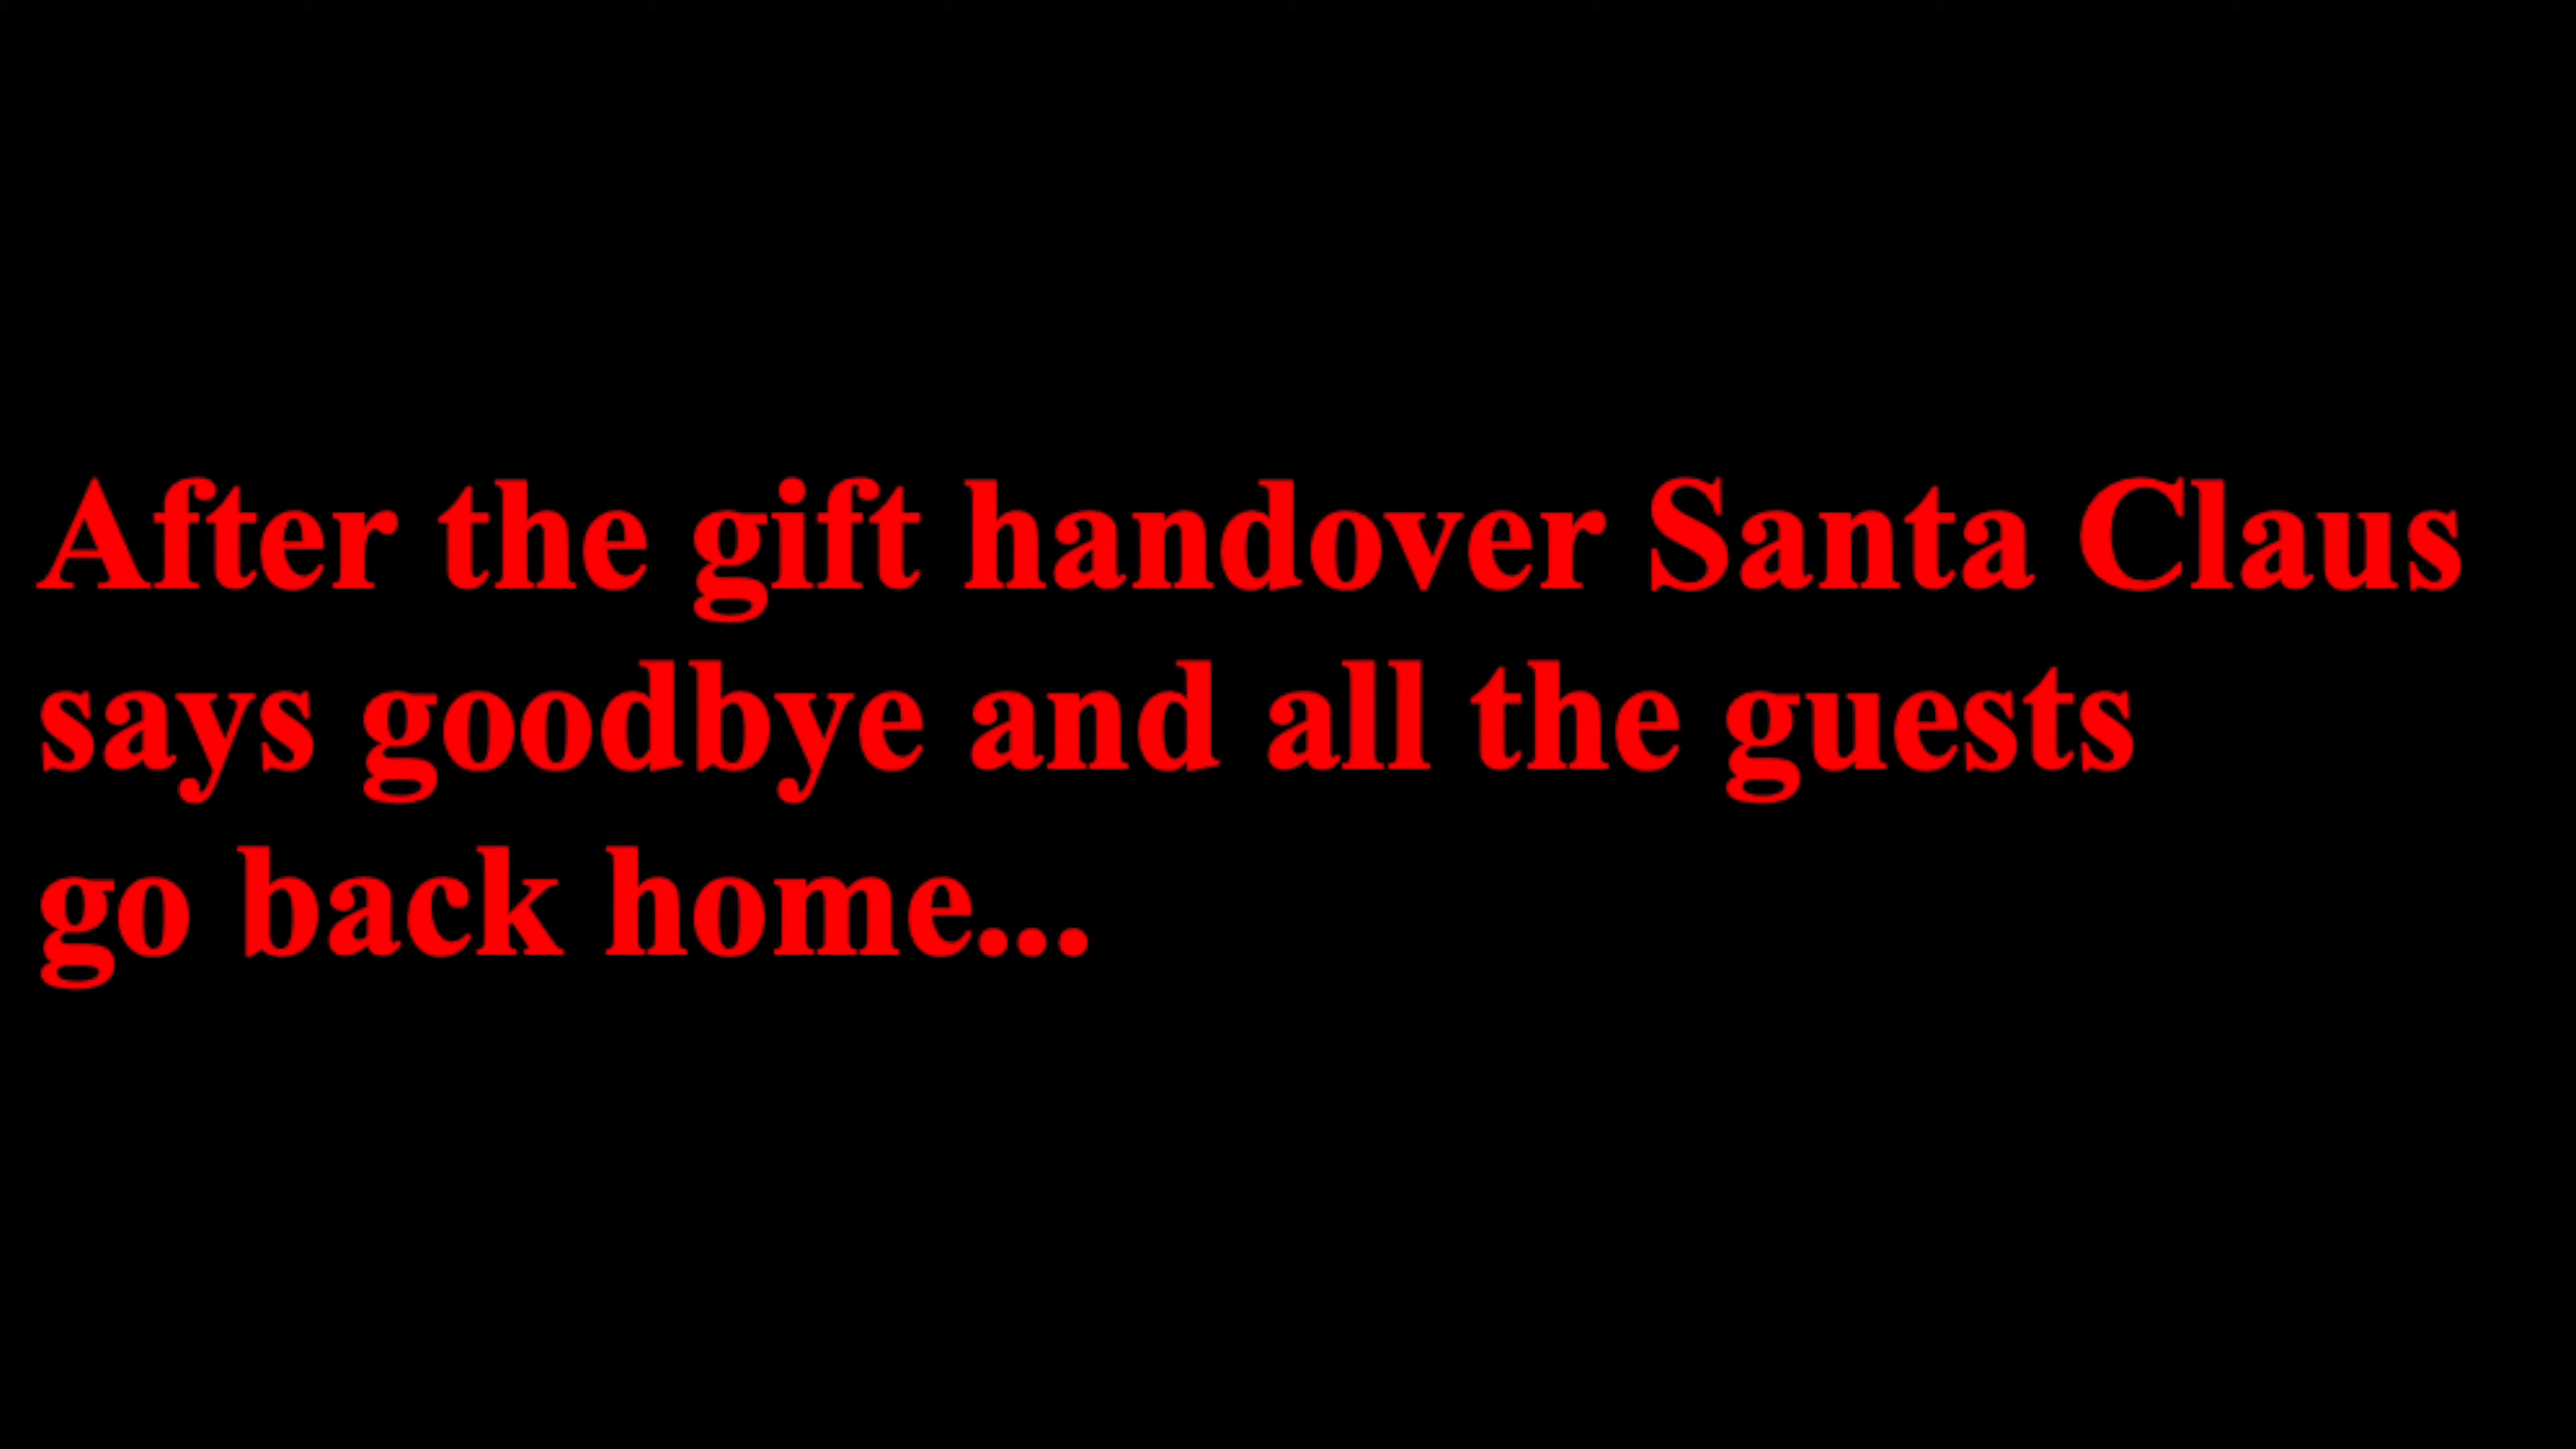 After the gift handover Santa Claus
says goodbye and all the guests
go back home...